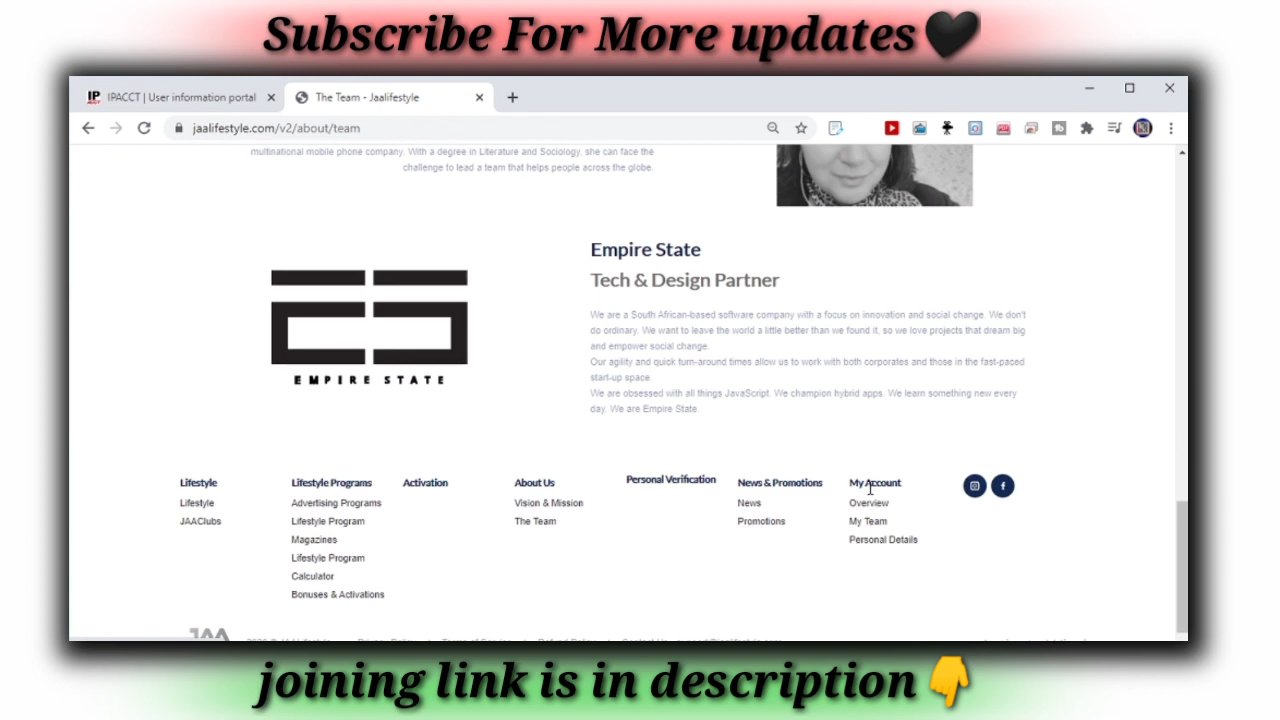 Subscribe For More updates🖤
IP IPACCT | User information portal
The Team - Jaalifestyle
jaalifestyle.com/v2/about/team
multinational mobile phone company. With a degree in Literature and Sociology, she can face the
challenge to lead a team that helps people across the globe.
Empire State
Tech & Design Partner
We are a South African-based software company with a focus on innovation and social change. We don't
do ordinary. We want to leave the world a little better than we found it, so we love projects that dream big
and empower social change.
Our agility and quick turn-around times allow us to work with both corporates and those in the fast-paced
start-up space.
We are obsessed with all things JavaScript. We champion hybrid apps. We learn something new every
day. We are Empire State.
EMPIRE STATE
Lifestyle
Lifestyle
JAAClubs
Lifestyle Programs
Advertising Programs
Lifestyle Program
Magazines
Lifestyle Program
Calculator
Bonuses & Activations
Activation
About Us
Vision & Mission
The Team
Personal Verification
News & Promotions
News
Promotions
My Account
Overview
My Team
Personal Details
JAA
joining link is in description👇